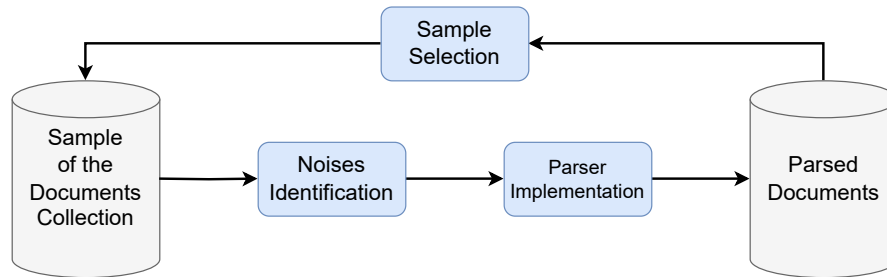 Sample
Selection
Sample
of the
Documents
Collection
Noises
Identification
Parser
Implementation
Parsed
Documents